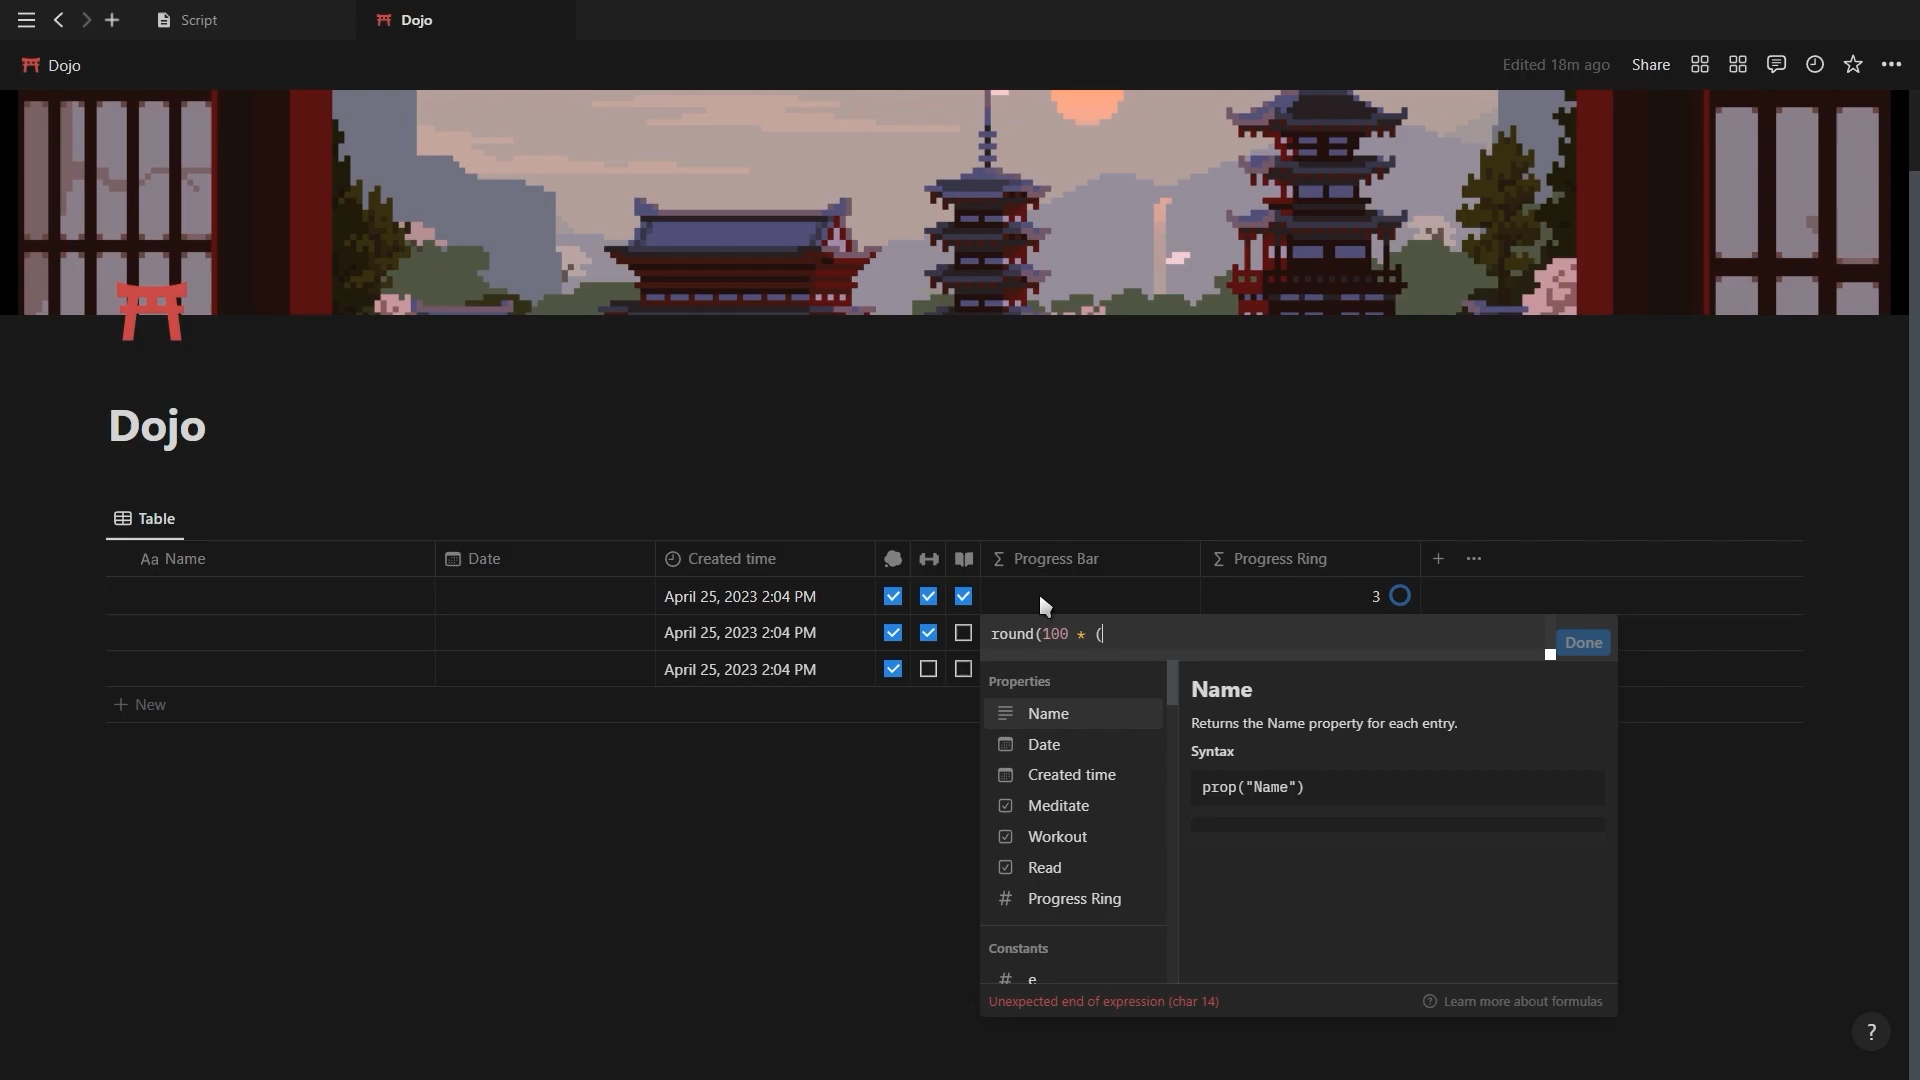 Script
Dojo
Dojo
Edited 18m ago
Share
Dojo
Table
Aa Name
Date
Created time
Progress Bar
Progress Ring
April 25, 2023 2:04 PM
3
April 25, 2023 2:04 PM
April 25, 2023 2:04 PM
New
round(100 * (
Done
Properties
Name
Date
Created time
Meditate
Workout
Read
Progress Ring
Constants
e
Name
Returns the Name property for each entry.
Syntax
prop("Name")
Unexpected end of expression (char 14)
Learn more about formulas
?